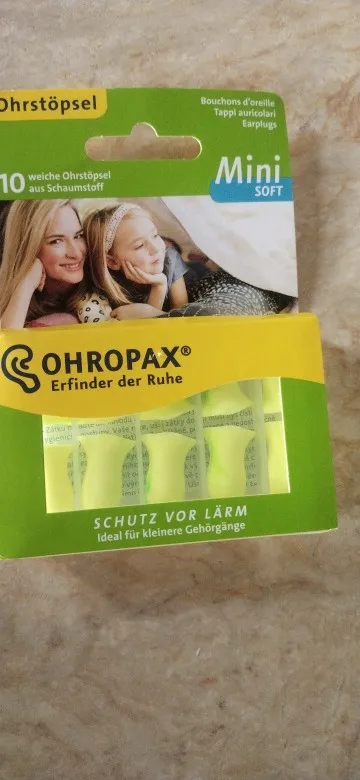 Ohrstöpsel
Bouchons d'oreille
Tappi auricolari
Earplugs
10 weiche Ohrstöpsel
aus Schaumstoff
Mini
SOFT
OHROPAX®
Erfinder der Ruhe
SCHUTZ VOR LÄRM
Ideal für kleinere Gehörgänge